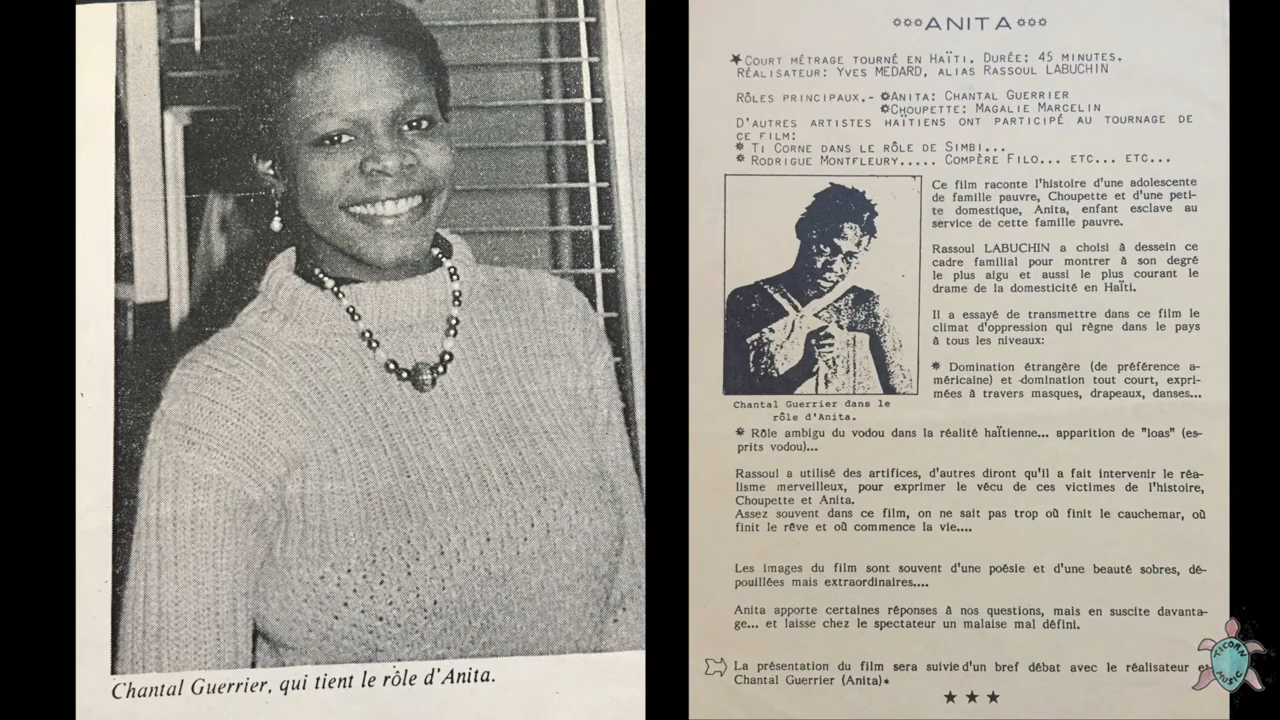 Chantal Guerrier, qui tient le rôle d'Anita.
ANITA
COURT MÉTRAGE TOURNÉ EN HAÏTI. DURÉE: 45 MINUTES.
RÉALISATEUR: YVES MEDARD, ALIAS RASSOUL LABUCHIN
RÔLES PRINCIPAUX.- ANITA: CHANTAL GUERRIER
CHOUPETTE: MAGALIE MARCELIN
D'AUTRES ARTISTES HAÏTIENS ONT PARTICIPÉ AU TOURNAGE DE
CE FILM:
* TI CORNE DANS LE RÔLE DE SIMBI...
* RODRIGUE MONTFLEURY..... COMPÈRE FILO... ETC... ETC...
Ce film raconte l'histoire d'une adolescente
de famille pauvre, Choupette et d'une peti-
te domestique, Anita, enfant esclave au
service de cette famille pauvre.
Rassoul LABUCHIN a choisi à dessein ce
cadre familial pour montrer à son degré
le plus aigu et aussi le plus courant le
drame de la domesticité en Haïti.
Il a essayé de transmettre dans ce film le
climat d'oppression qui règne dans le pays
à tous les niveaux:
* Domination étrangère (de préférence a-
méricaine) et domination tout court, expri-
mées à travers masques, drapeaux, danses...
Chantal Guerrier dans le
rôle d'Anita.
* Rôle ambigu du vodou dans la réalité haïtienne... apparition de "loas" (es-
prits vodou)...
Rassoul a utilisé des artifices, d'autres diront qu'il a fait intervenir le réa-
lisme merveilleux, pour exprimer le vécu de ces victimes de l'histoire,
Choupette et Anita.
Assez souvent dans ce film, on ne sait pas trop où finit le cauchemar, où
finit le rêve et où commence la vie....
Les images du film sont souvent d'une poésie et d'une beauté sobres, dé-
pouillées mais extraordinaires....
Anita apporte certaines réponses à nos questions, mais en suscite davanta-
ge... et laisse chez le spectateur un malaise mal défini.
La présentation du film sera suivie d'un bref débat avec le réalisateur et
Chantal Guerrier (Anita)*
TICORN
MUSIC